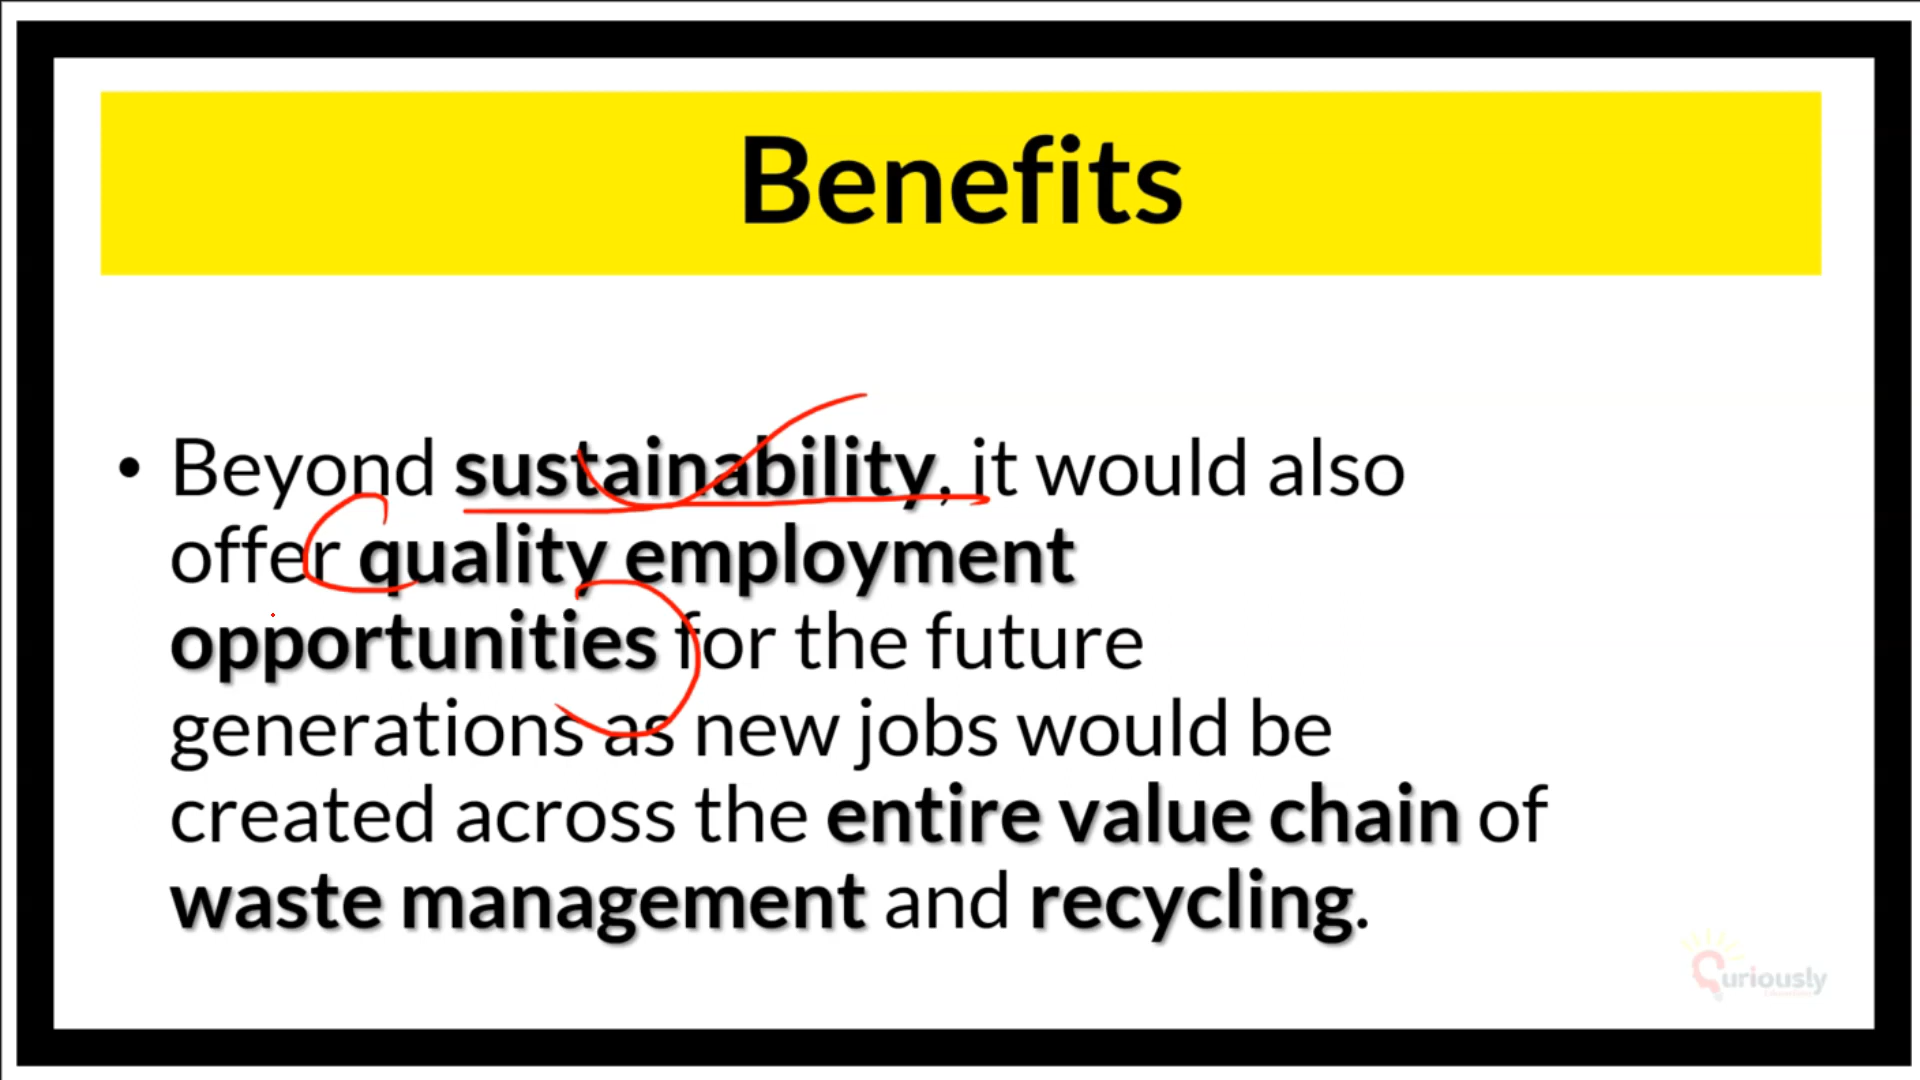 Benefits
• Beyond sustainability, it would also
offer quality employment
opportunities for the future
generations as new jobs would be
created across the entire value chain of
waste management and recycling.
Curiously